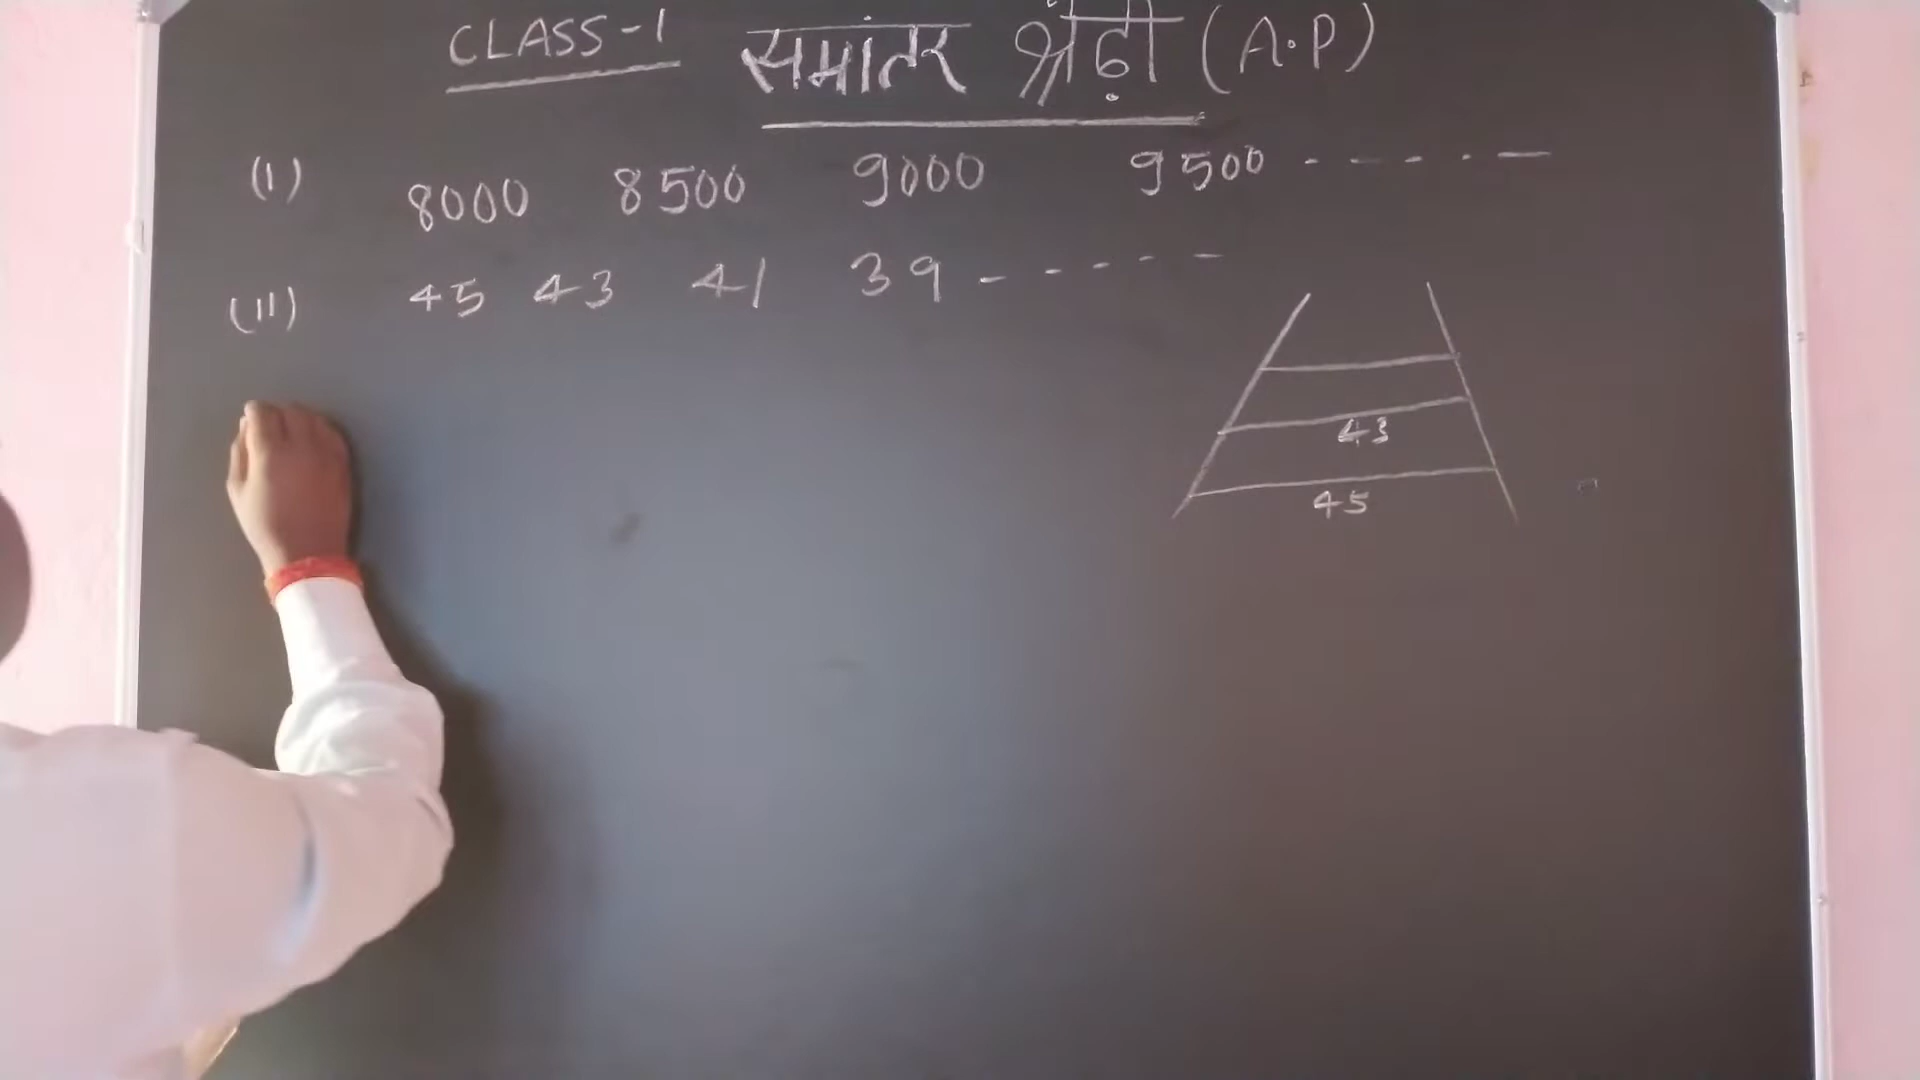 CLASS-1 समांतर श्रेढ़ी (A.P)
(I) 8000 8500 9000 9500 - - - - -
(II) 45 43 41 39 - - - - -
43
45